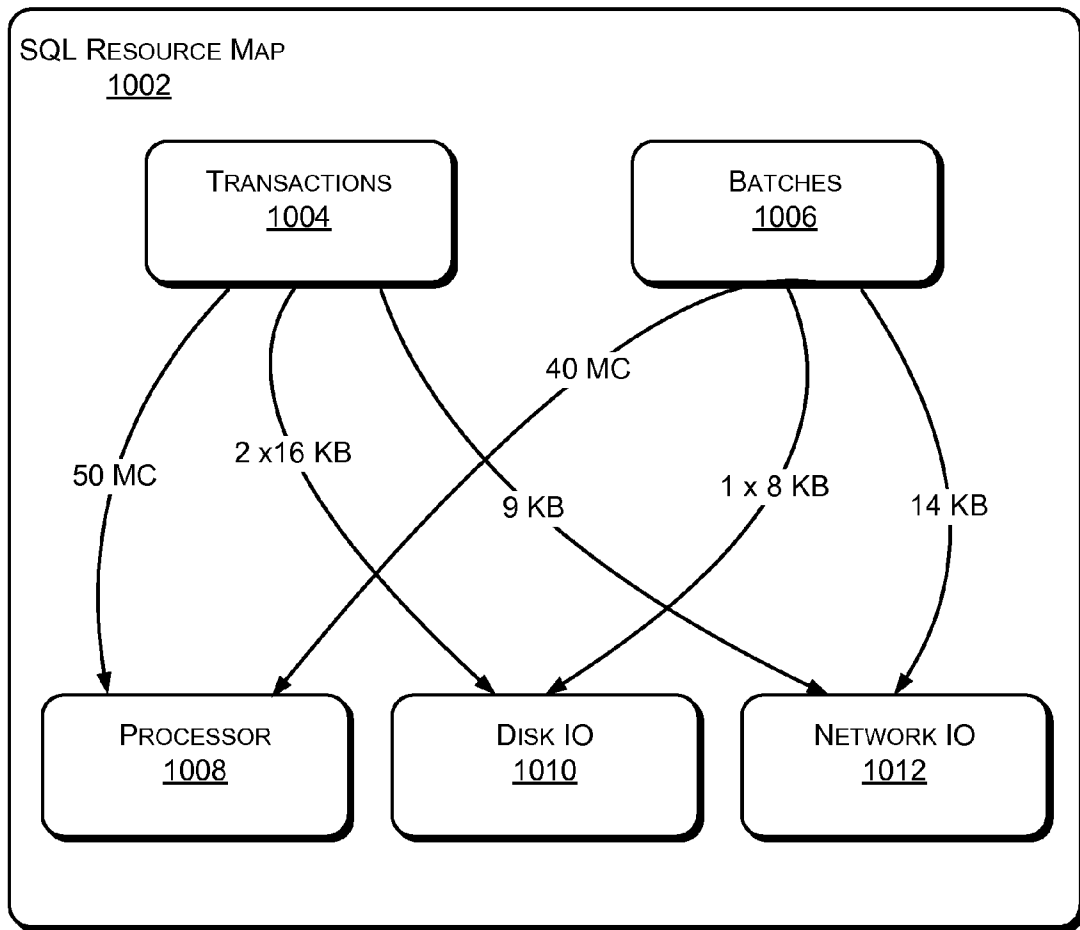 SQL RESOURCE MAP
1002
TRANSACTIONS
1004
BATCHES
1006
40 MC
2 x16 KB
50 MC
1 x 8 KB
9 KB
14 KB
PROCESSOR
1008
DISK IO
1010
NETWORK IO
1012